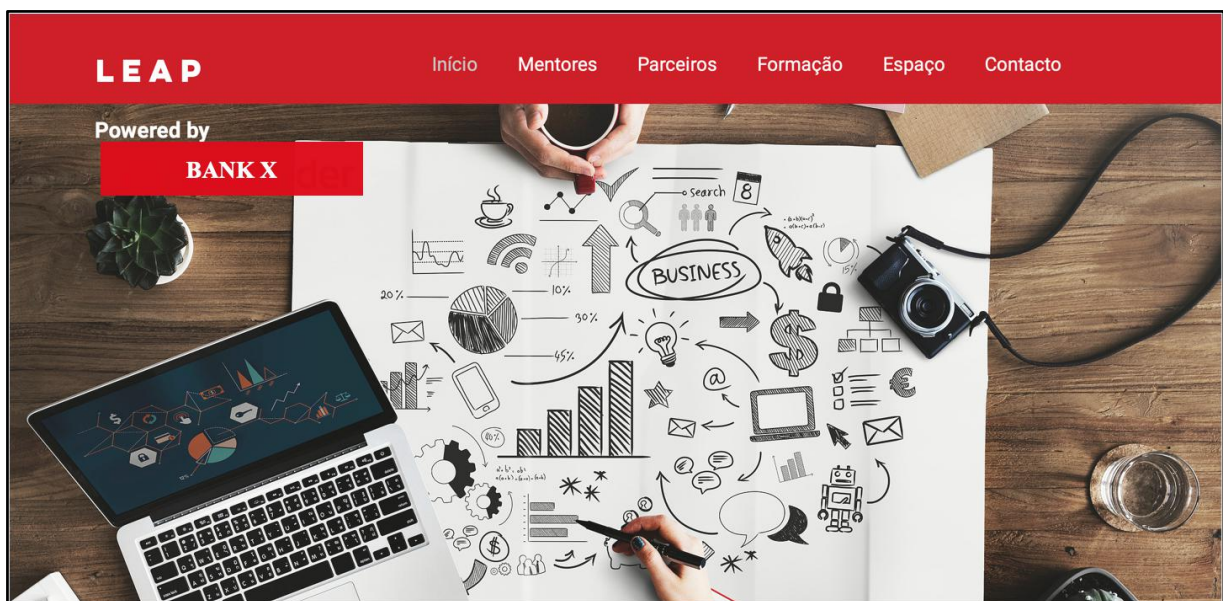 LEAP
Início Mentores Parceiros Formação Espaço Contacto
Powered by
BANK X
search
8
BUSINESS
15%
20%
10%
30%
45%
@
$
€